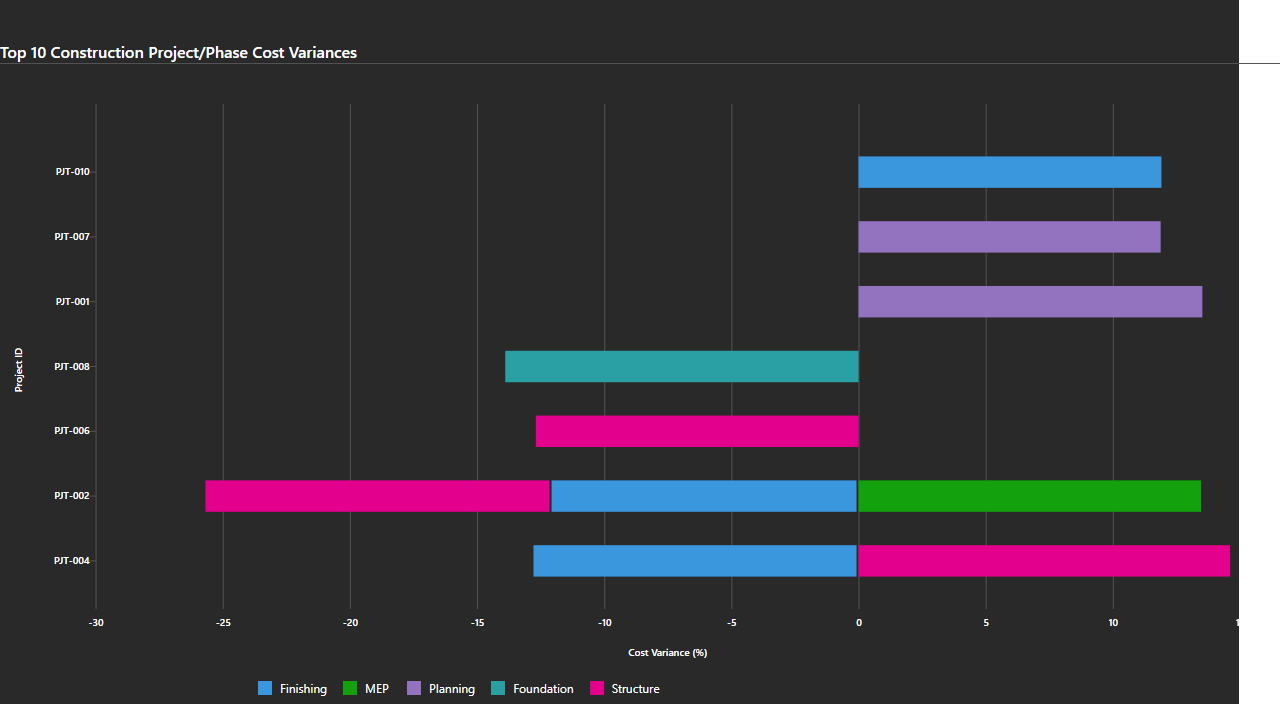 Top 10 Construction Project/Phase Cost Variances
PJT-010
PJT-007
PJT-001
PJT-008
Project ID
PJT-006
PJT-002
PJT-004
-30 -25 -20 -15 -10 -5 0 5 10
Cost Variance (%)
Finishing MEP Planning Foundation Structure